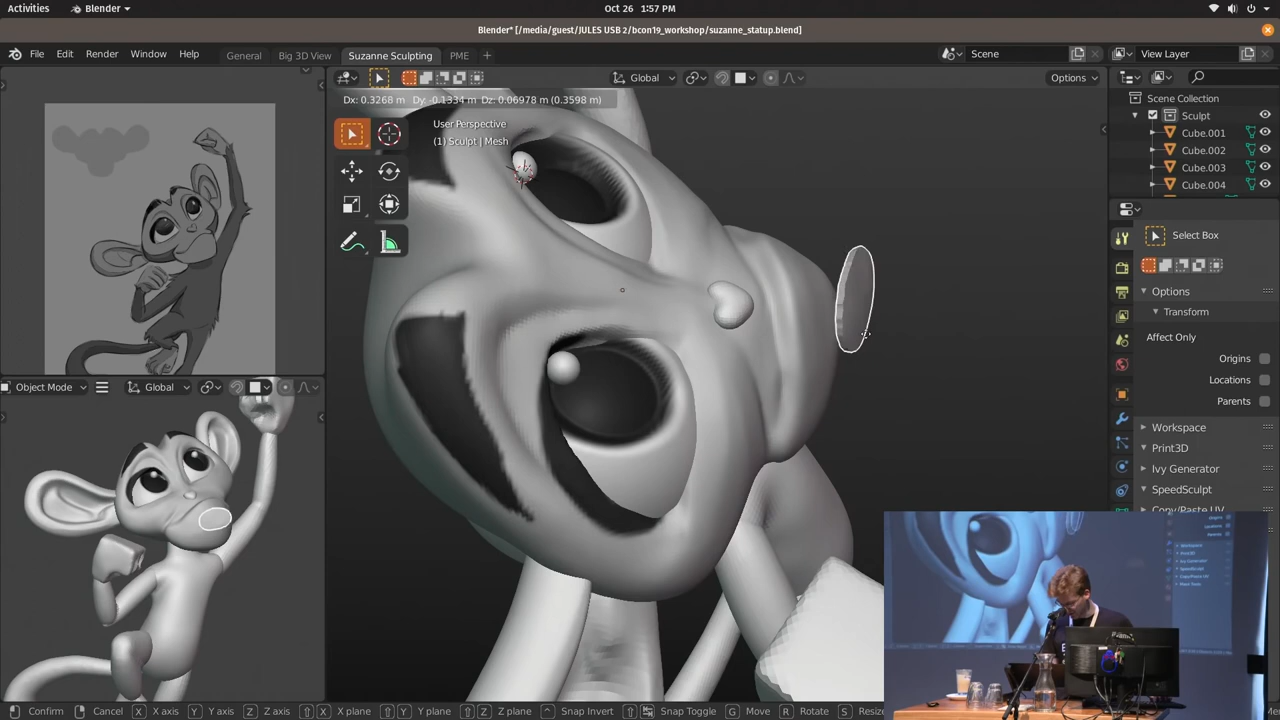 Activities
Blender
Oct 26 1:57 PM
Blender* [/media/guest/JULES USB 2/bcon19_workshop/suzanne_statup.blend]
File Edit Render Window Help
General Big 3D View Suzanne Sculpting PME +
Scene
View Layer
Global
Options
Dx: 0.3268 m Dy: -0.1334 m Dz: 0.06978 m (0.3598 m)
User Perspective
(1) Sculpt | Mesh
Scene Collection
Sculpt
Cube.001
Cube.002
Cube.003
Cube.004
Select Box
Options
Transform
Affect Only
Origins
Locations
Parents
Workspace
Print3D
Ivy Generator
SpeedSculpt
Copy/Paste UV
Object Mode
Global
Confirm Cancel X X axis Y Y axis Z Z axis X X plane Y Y plane Z Z plane Snap Invert Snap Toggle G Move R Rotate S Resize